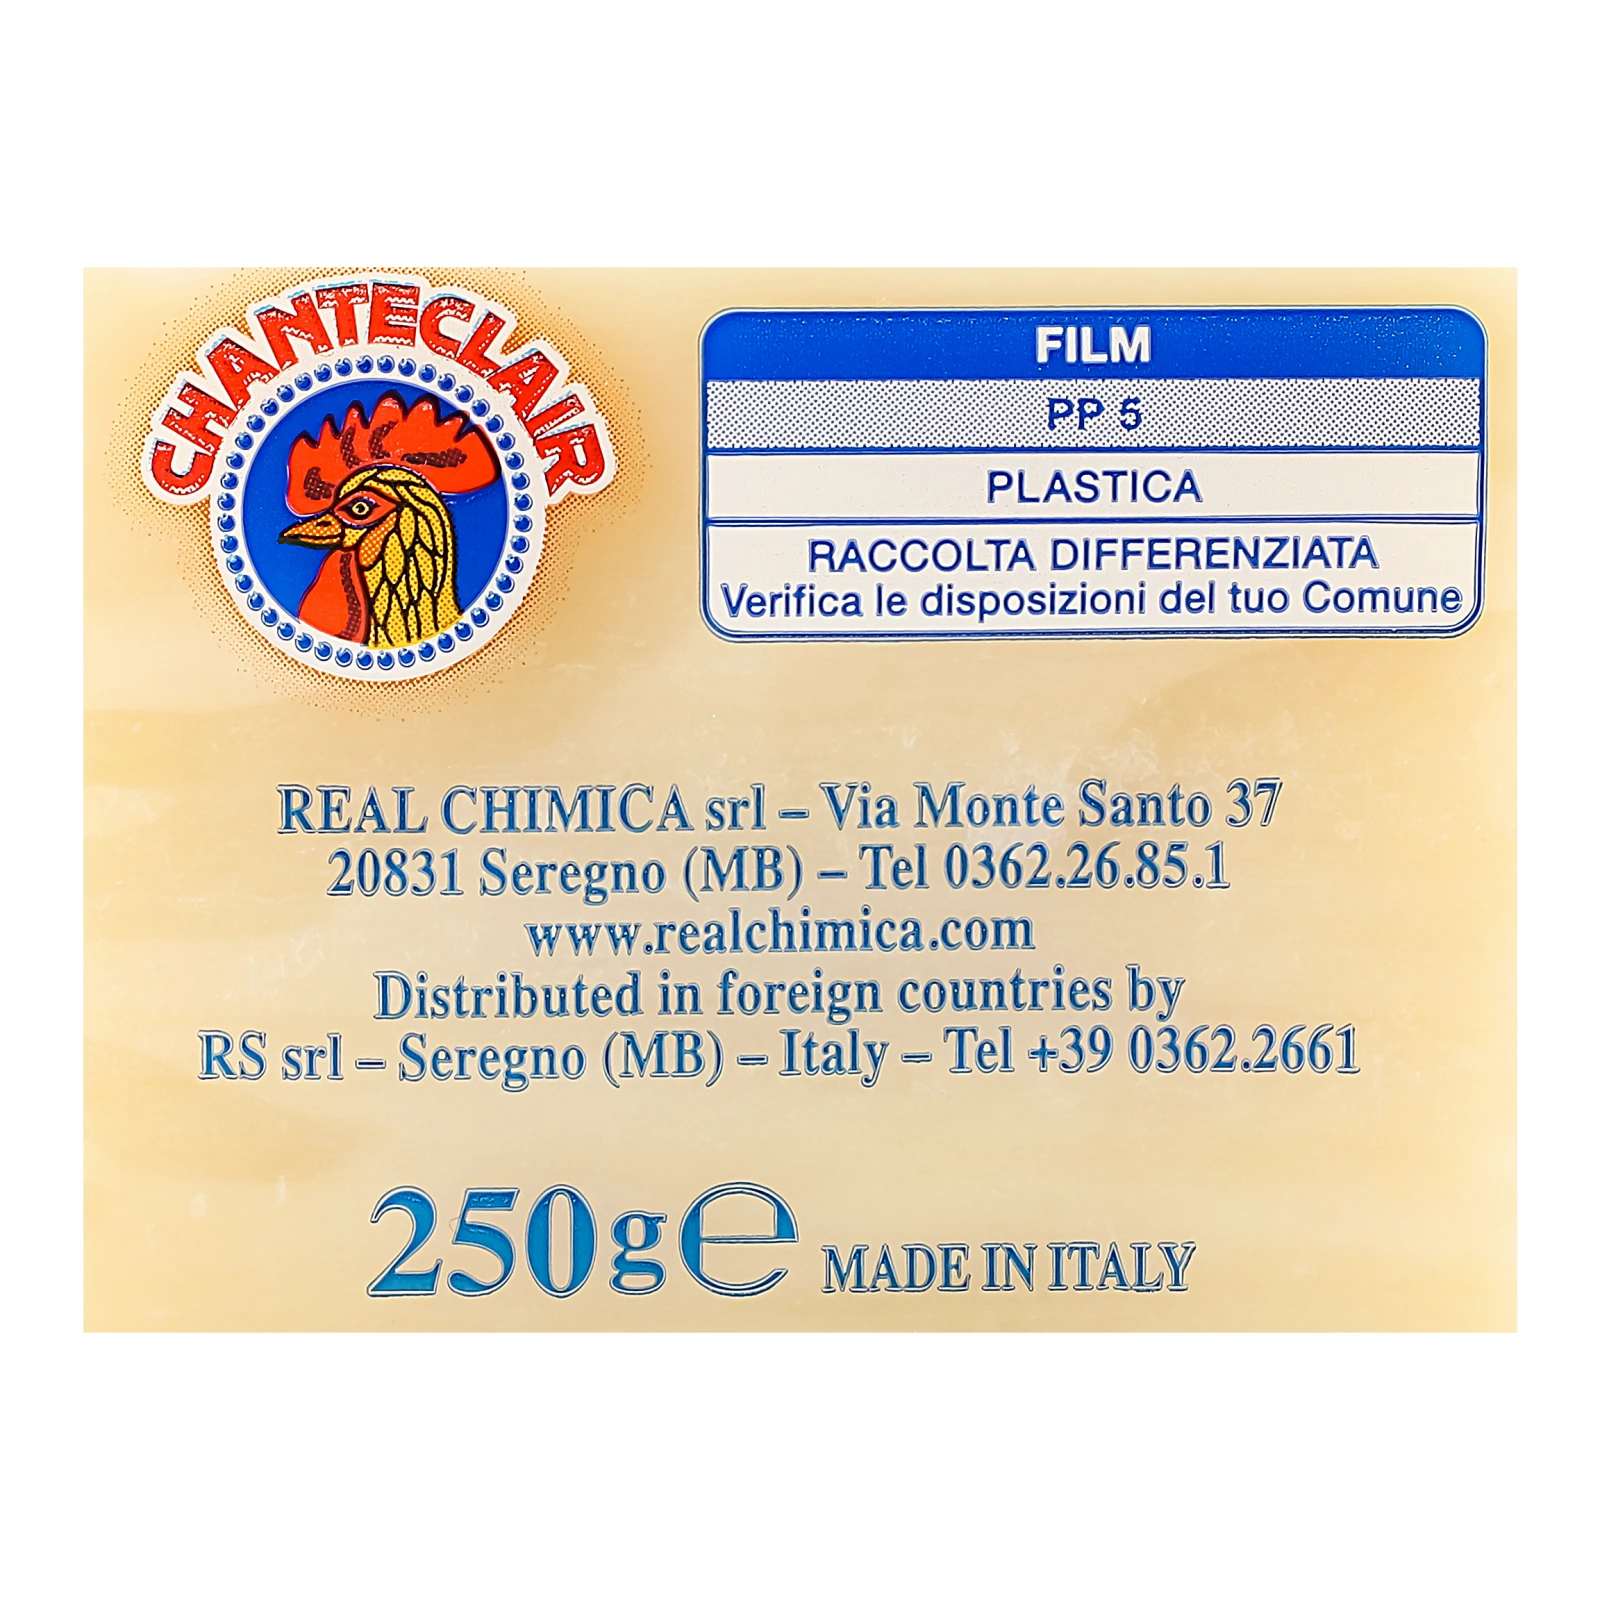 CHANTECLAIR
FILM
PP 5
PLASTICA
RACCOLTA DIFFERENZIATA
Verifica le disposizioni del tuo Comune
REAL CHIMICA srl – Via Monte Santo 37
20831 Seregno (MB) – Tel 0362.26.85.1
www.realchimica.com
Distributed in foreign countries by
RS srl – Seregno (MB) – Italy – Tel +39 0362.2661
250g℮ MADE IN ITALY